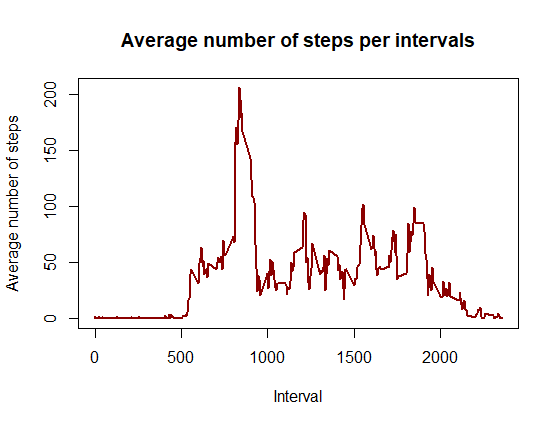 Average number of steps per intervals
Average number of steps
200
150
100
50
0
0 500 1000 1500 2000
Interval